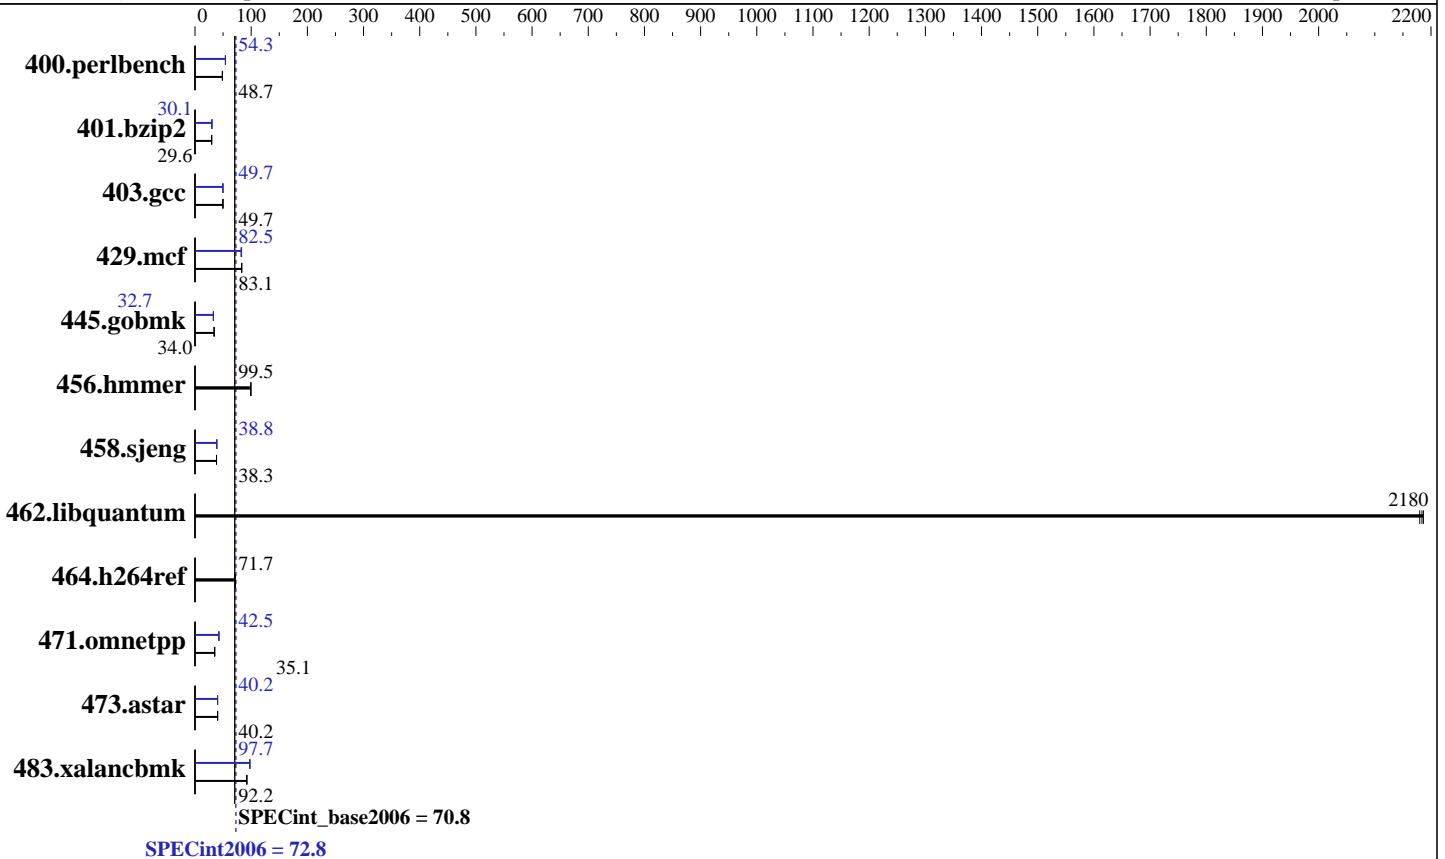 0 100 200 300 400 500 600 700 800 900 1000 1100 1200 1300 1400 1500 1600 1700 1800 1900 2000 2200
54.3
400.perlbench
48.7
30.1
401.bzip2
29.6
49.7
403.gcc
49.7
82.5
429.mcf
83.1
32.7
445.gobmk
34.0
99.5
456.hmmer
38.8
458.sjeng
38.3
2180
462.libquantum
71.7
464.h264ref
42.5
471.omnetpp
35.1
40.2
473.astar
40.2
97.7
483.xalancbmk
92.2
SPECint_base2006 = 70.8
SPECint2006 = 72.8